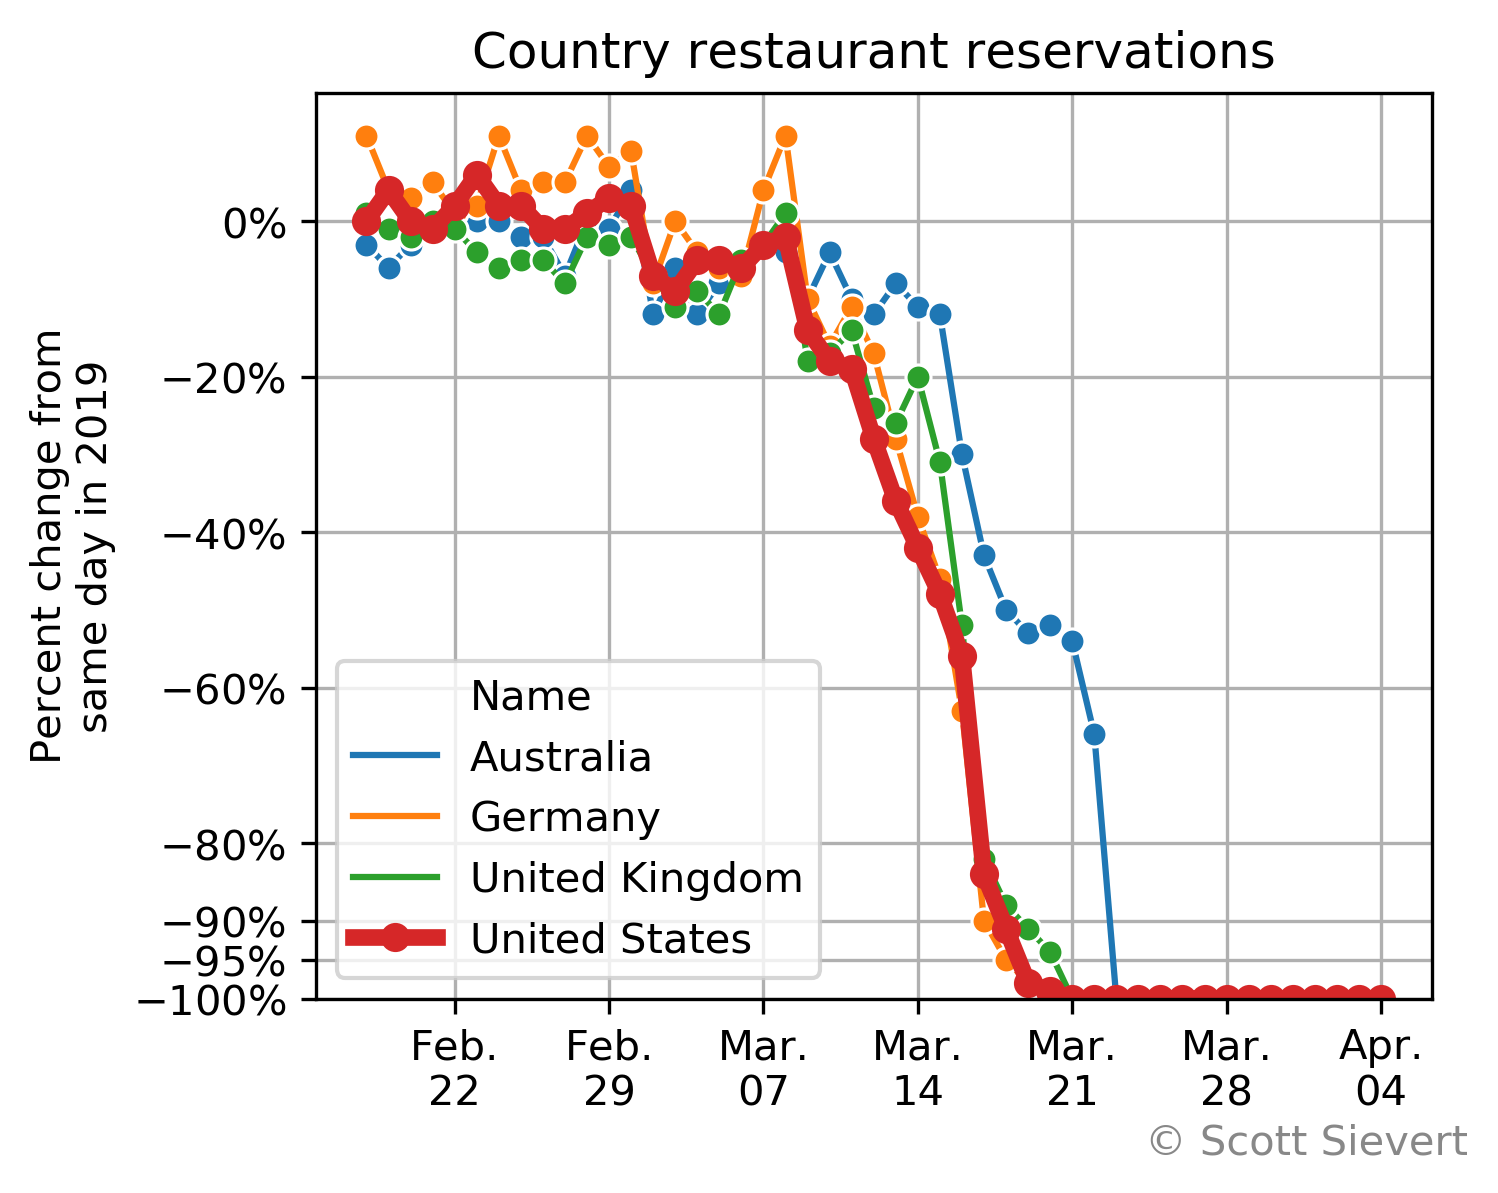 Country restaurant reservations
Percent change from
same day in 2019
0%
−20%
−40%
−60%
−80%
−90%
−95%
−100%
Name
Australia
Germany
United Kingdom
United States
Feb.
22
Feb.
29
Mar.
07
Mar.
14
Mar.
21
Mar.
28
Apr.
04
© Scott Sievert